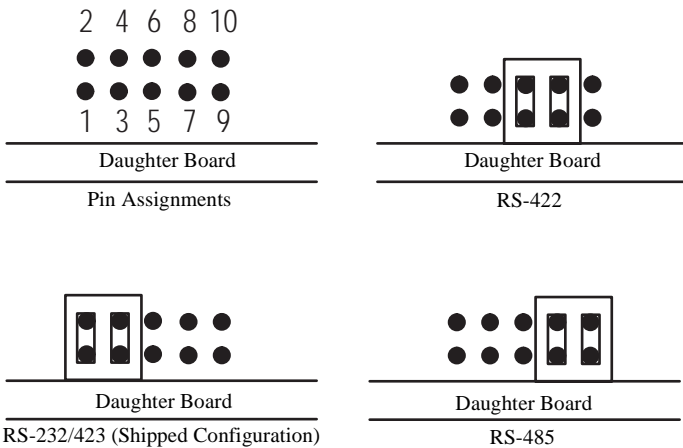 2 4 6 8 10
1 3 5 7 9
Daughter Board
Pin Assignments
Daughter Board
RS-422
Daughter Board
RS-232/423 (Shipped Configuration)
Daughter Board
RS-485